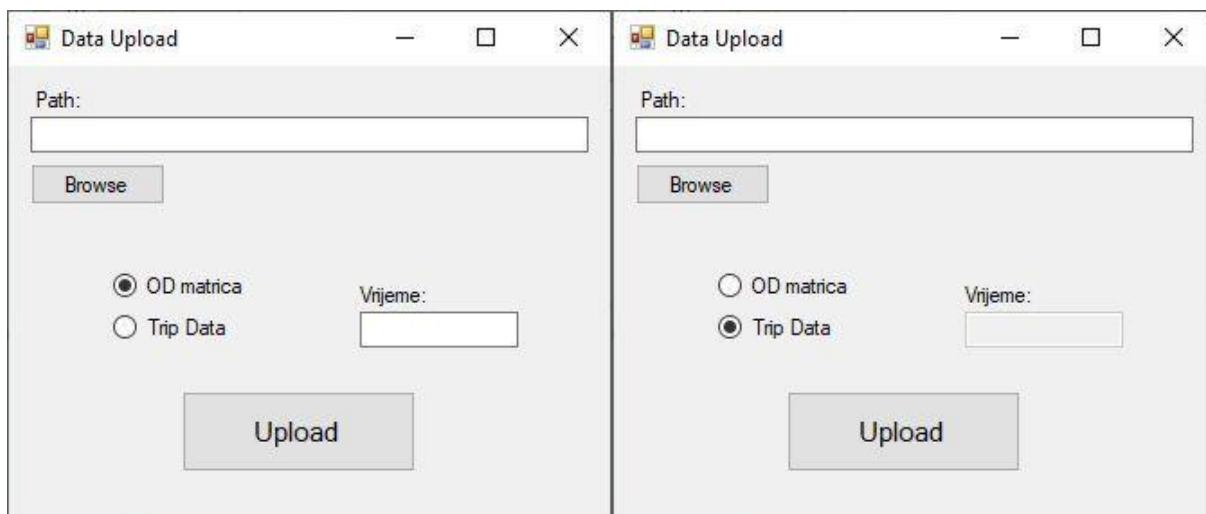 Data Upload
Path:
Browse
OD matrica
Vrijeme:
Trip Data
Upload
Data Upload
Path:
Browse
OD matrica
Vrijeme:
Trip Data
Upload